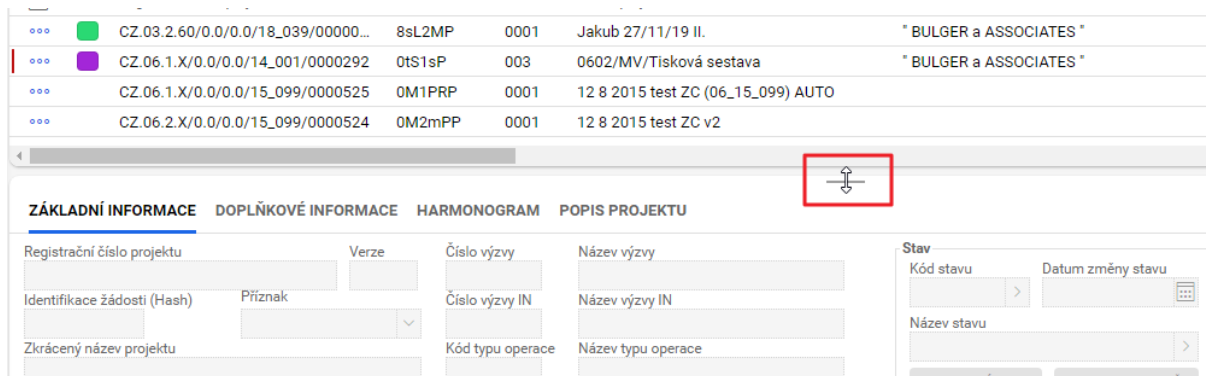 CZ.03.2.60/0.0/0.0/18_039/00000... 8sL2MP 0001 Jakub 27/11/19 II. " BULGER a ASSOCIATES "
CZ.06.1.X/0.0/0.0/14_001/0000292 0tS1sP 003 0602/MV/Tisková sestava " BULGER a ASSOCIATES "
CZ.06.1.X/0.0/0.0/15_099/0000525 0M1PRP 0001 12 8 2015 test ZC (06_15_099) AUTO
CZ.06.2.X/0.0/0.0/15_099/0000524 0M2mPP 0001 12 8 2015 test ZC v2
ZÁKLADNÍ INFORMACE DOPLŇKOVÉ INFORMACE HARMONOGRAM POPIS PROJEKTU
Registrační číslo projektu Verze Číslo výzvy Název výzvy Stav
Kód stavu Datum změny stavu
Identifikace žádosti (Hash) Příznak Číslo výzvy IN Název výzvy IN
Název stavu
Zkrácený název projektu Kód typu operace Název typu operace